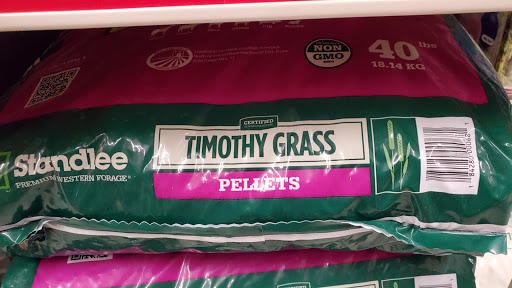 NON
GMO
40 lbs
18.14 KG
CERTIFIED
TIMOTHY GRASS
PELLETS
Standlee
PREMIUM WESTERN FORAGE®